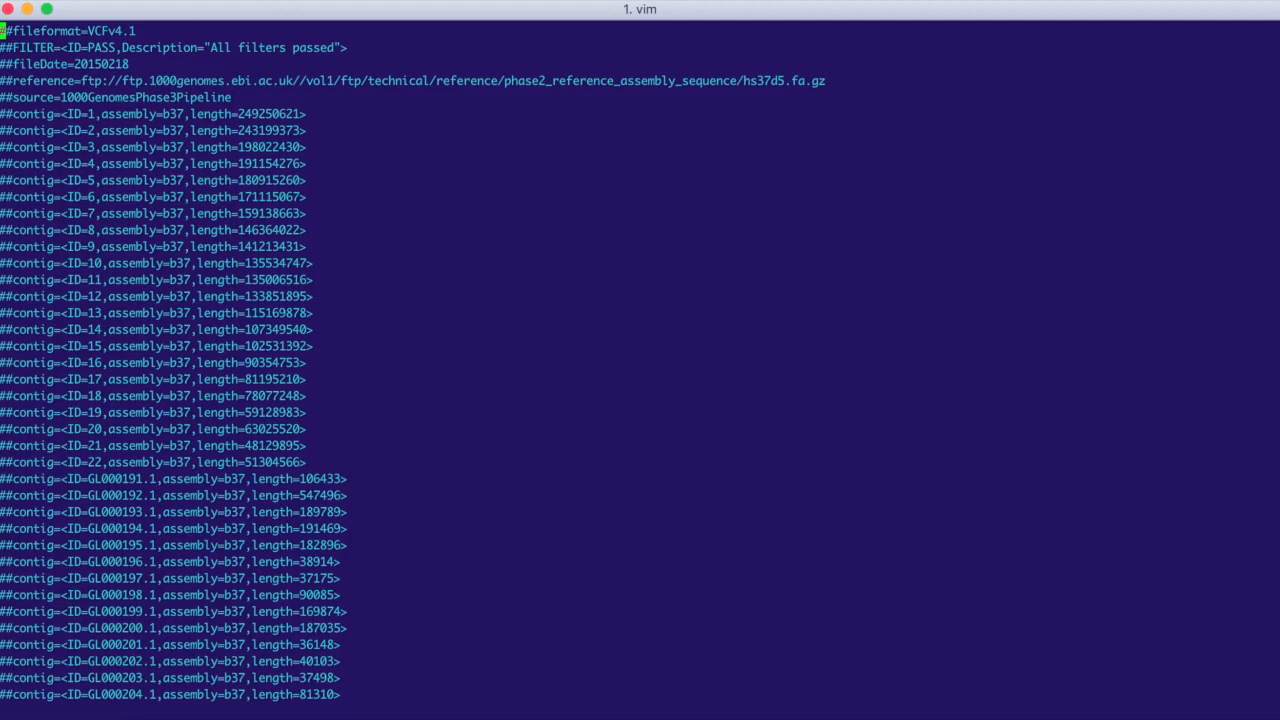 1. vim
##fileformat=VCFv4.1
##FILTER=<ID=PASS,Description="All filters passed">
##fileDate=20150218
##reference=ftp://ftp.1000genomes.ebi.ac.uk//vol1/ftp/technical/reference/phase2_reference_assembly_sequence/hs37d5.fa.gz
##source=1000GenomesPhase3Pipeline
##contig=<ID=1,assembly=b37,length=249250621>
##contig=<ID=2,assembly=b37,length=243199373>
##contig=<ID=3,assembly=b37,length=198022430>
##contig=<ID=4,assembly=b37,length=191154276>
##contig=<ID=5,assembly=b37,length=180915260>
##contig=<ID=6,assembly=b37,length=171115067>
##contig=<ID=7,assembly=b37,length=159138663>
##contig=<ID=8,assembly=b37,length=146364022>
##contig=<ID=9,assembly=b37,length=141213431>
##contig=<ID=10,assembly=b37,length=135534747>
##contig=<ID=11,assembly=b37,length=135006516>
##contig=<ID=12,assembly=b37,length=133851895>
##contig=<ID=13,assembly=b37,length=115169878>
##contig=<ID=14,assembly=b37,length=107349540>
##contig=<ID=15,assembly=b37,length=102531392>
##contig=<ID=16,assembly=b37,length=90354753>
##contig=<ID=17,assembly=b37,length=81195210>
##contig=<ID=18,assembly=b37,length=78077248>
##contig=<ID=19,assembly=b37,length=59128983>
##contig=<ID=20,assembly=b37,length=63025520>
##contig=<ID=21,assembly=b37,length=48129895>
##contig=<ID=22,assembly=b37,length=51304566>
##contig=<ID=GL000191.1,assembly=b37,length=106433>
##contig=<ID=GL000192.1,assembly=b37,length=547496>
##contig=<ID=GL000193.1,assembly=b37,length=189789>
##contig=<ID=GL000194.1,assembly=b37,length=191469>
##contig=<ID=GL000195.1,assembly=b37,length=182896>
##contig=<ID=GL000196.1,assembly=b37,length=38914>
##contig=<ID=GL000197.1,assembly=b37,length=37175>
##contig=<ID=GL000198.1,assembly=b37,length=90085>
##contig=<ID=GL000199.1,assembly=b37,length=169874>
##contig=<ID=GL000200.1,assembly=b37,length=187035>
##contig=<ID=GL000201.1,assembly=b37,length=36148>
##contig=<ID=GL000202.1,assembly=b37,length=40103>
##contig=<ID=GL000203.1,assembly=b37,length=37498>
##contig=<ID=GL000204.1,assembly=b37,length=81310>